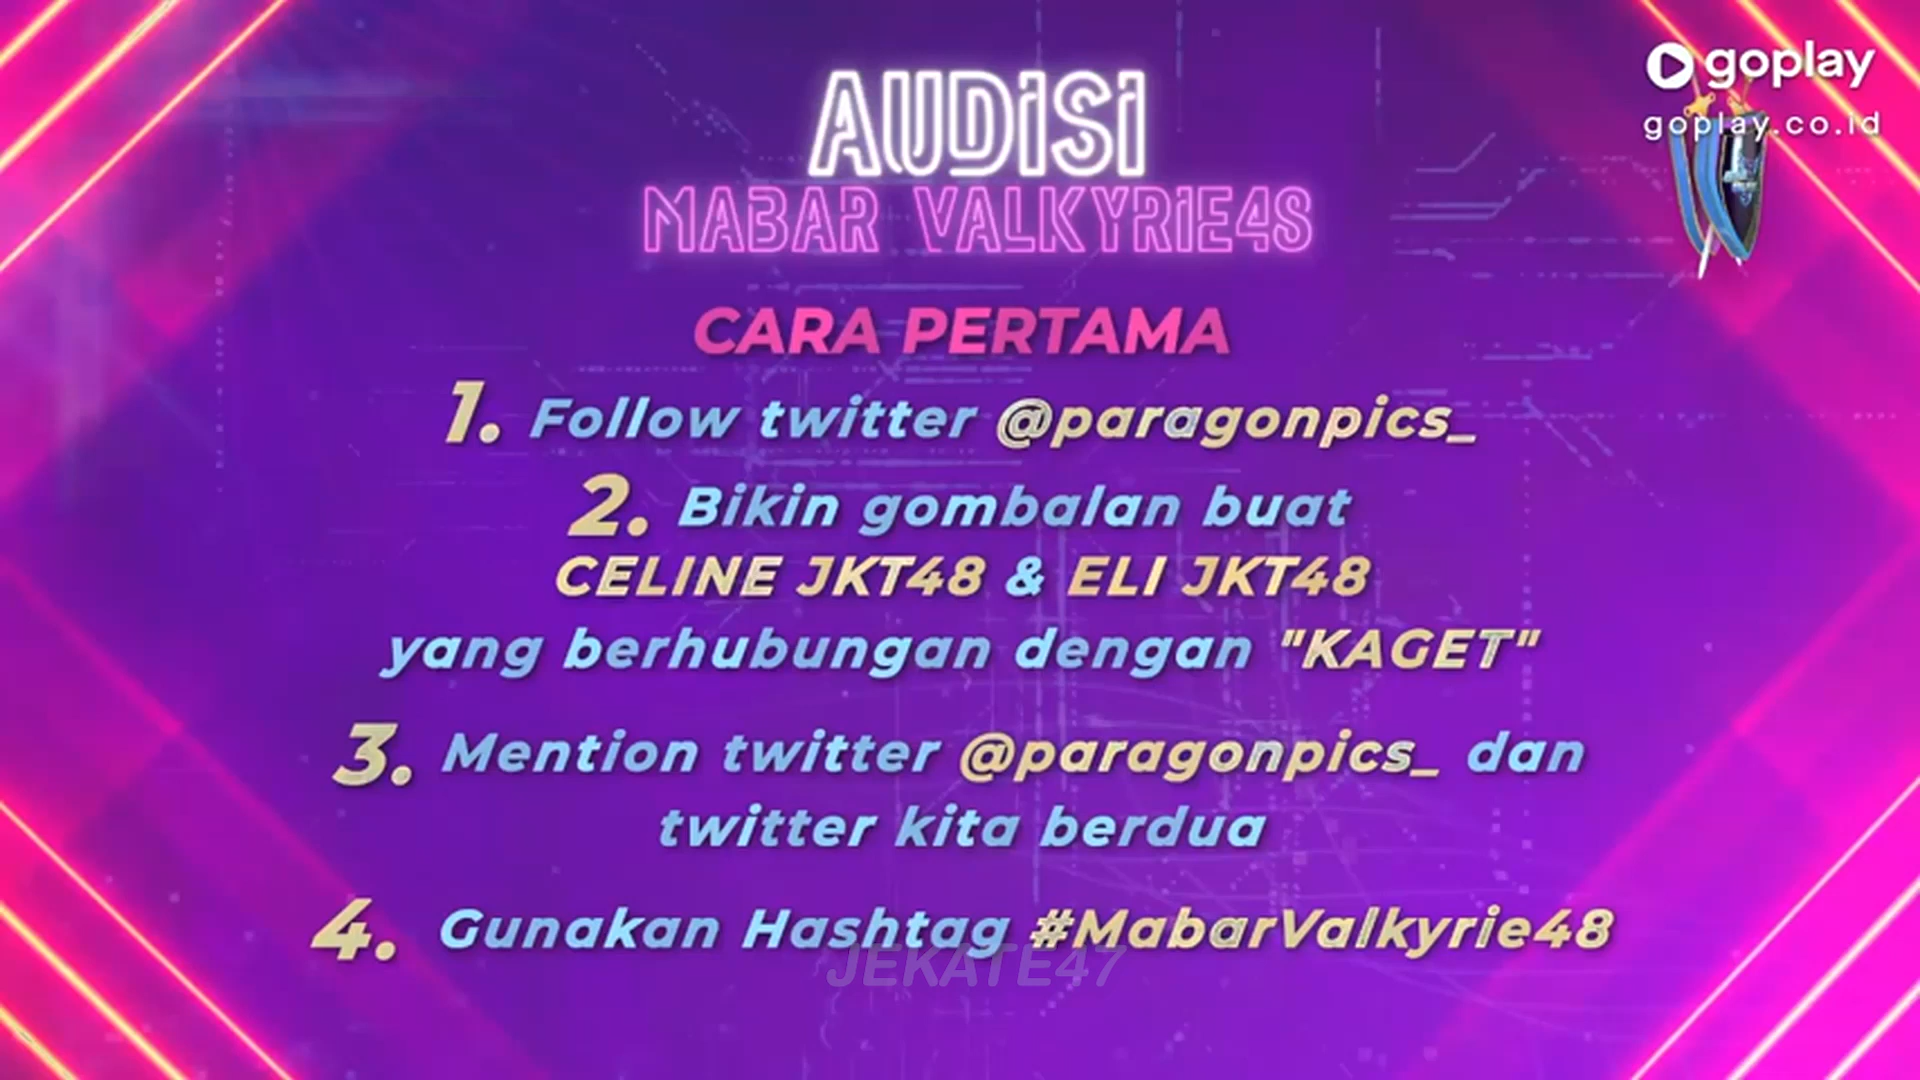 goplay
goplay.co.id
AUDISI
MABAR VALKYRIE48
CARA PERTAMA
1. Follow twitter @paragonpics_
2. Bikin gombalan buat
CELINE JKT48 & ELI JKT48
yang berhubungan dengan "KAGET"
3. Mention twitter @paragonpics_ dan
twitter kita berdua
4. Gunakan Hashtag #MabarValkyrie48
JEKATE47